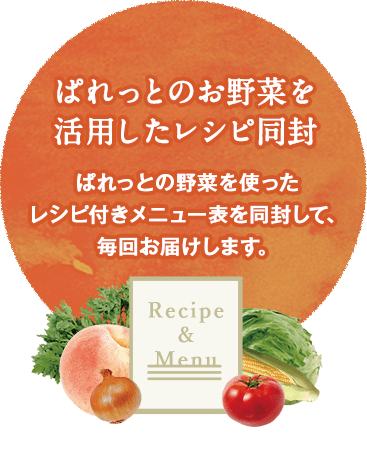 ぱれっとのお野菜を
活用したレシピ同封
ぱれっとの野菜を使った
レシピ付きメニュー表を同封して、
毎回お届けします。
Recipe
&
Menu